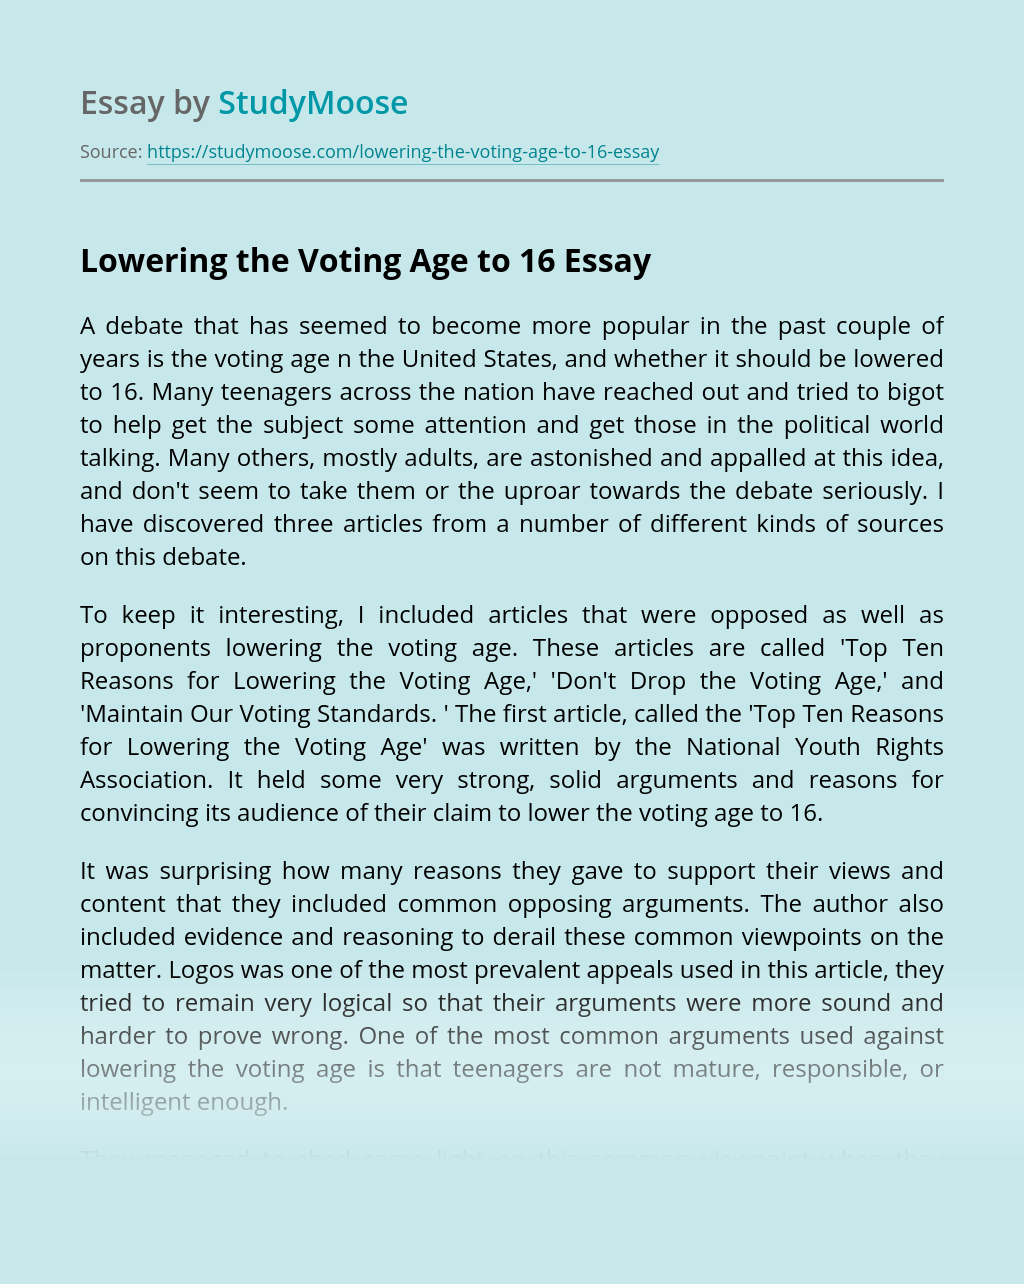 Essay by StudyMoose
Source: https://studymoose.com/lowering-the-voting-age-to-16-essay
Lowering the Voting Age to 16 Essay
A debate that has seemed to become more popular in the past couple of
years is the voting age n the United States, and whether it should be lowered
to 16. Many teenagers across the nation have reached out and tried to bigot
to help get the subject some attention and get those in the political world
talking. Many others, mostly adults, are astonished and appalled at this idea,
and don't seem to take them or the uproar towards the debate seriously. I
have discovered three articles from a number of different kinds of sources
on this debate.
To keep it interesting, I included articles that were opposed as well as
proponents lowering the voting age. These articles are called 'Top Ten
Reasons for Lowering the Voting Age,' 'Don't Drop the Voting Age,' and
'Maintain Our Voting Standards. ' The first article, called the 'Top Ten Reasons
for Lowering the Voting Age' was written by the National Youth Rights
Association. It held some very strong, solid arguments and reasons for
convincing its audience of their claim to lower the voting age to 16.
It was surprising how many reasons they gave to support their views and
content that they included common opposing arguments. The author also
included evidence and reasoning to derail these common viewpoints on the
matter. Logos was one of the most prevalent appeals used in this article, they
tried to remain very logical so that their arguments were more sound and
harder to prove wrong. One of the most common arguments used against
lowering the voting age is that teenagers are not mature, responsible, or
intelligent enough.
They managed to shed some light on this common viewpoint when they